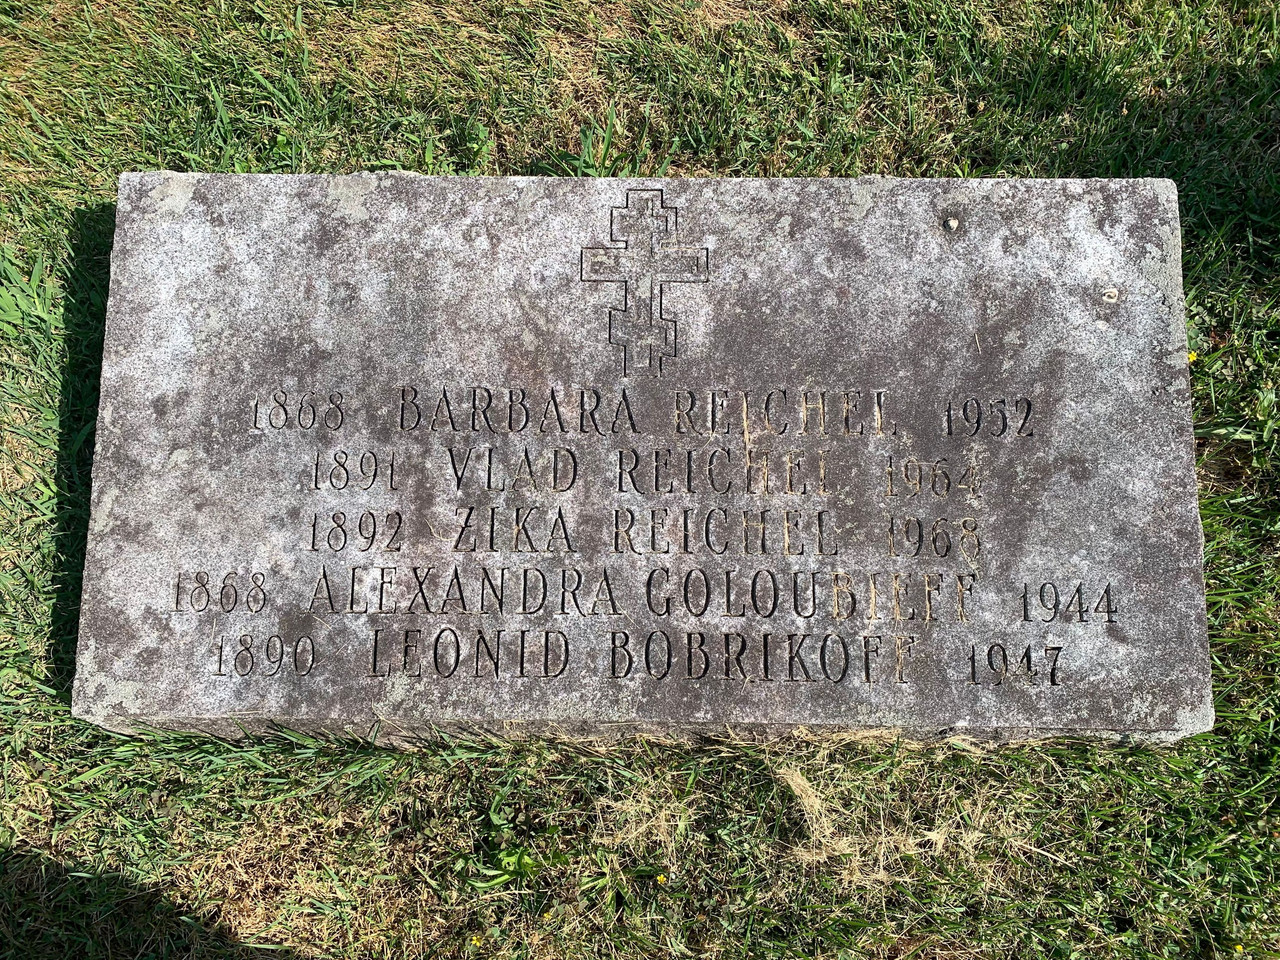 1868 BARBARA REICHEL 1952
1891 VLAD REICHEL 1964
1892 ZIKA REICHEL 1968
1868 ALEXANDRA GOLOUBIEFF 1944
1890 LEONID BOBRIKOFF 1947